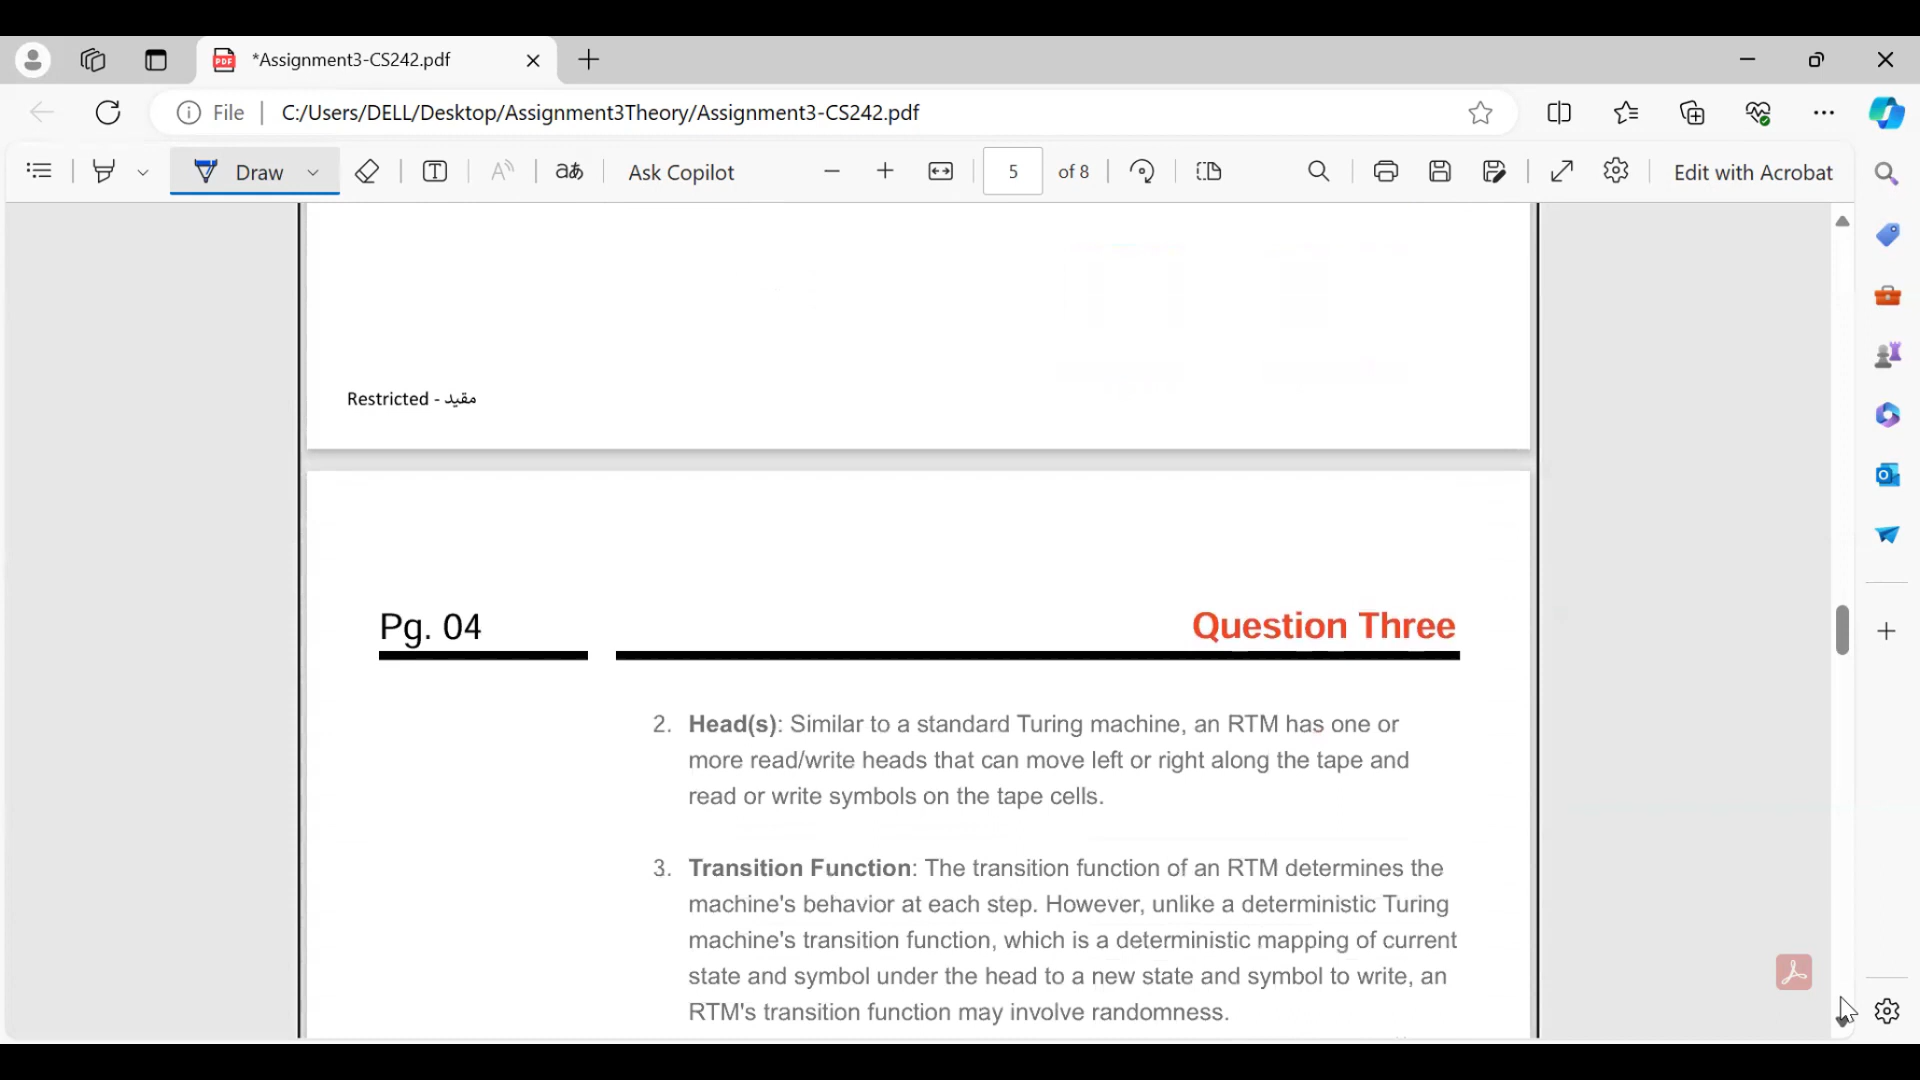 *Assignment3-CS242.pdf
File
C:/Users/DELL/Desktop/Assignment3Theory/Assignment3-CS242.pdf
Draw
aあ
Ask Copilot
5
of 8
Edit with Acrobat
Restricted - مقيد
Pg. 04
Question Three
2. Head(s): Similar to a standard Turing machine, an RTM has one or
more read/write heads that can move left or right along the tape and
read or write symbols on the tape cells.
3. Transition Function: The transition function of an RTM determines the
machine's behavior at each step. However, unlike a deterministic Turing
machine's transition function, which is a deterministic mapping of current
state and symbol under the head to a new state and symbol to write, an
RTM's transition function may involve randomness.